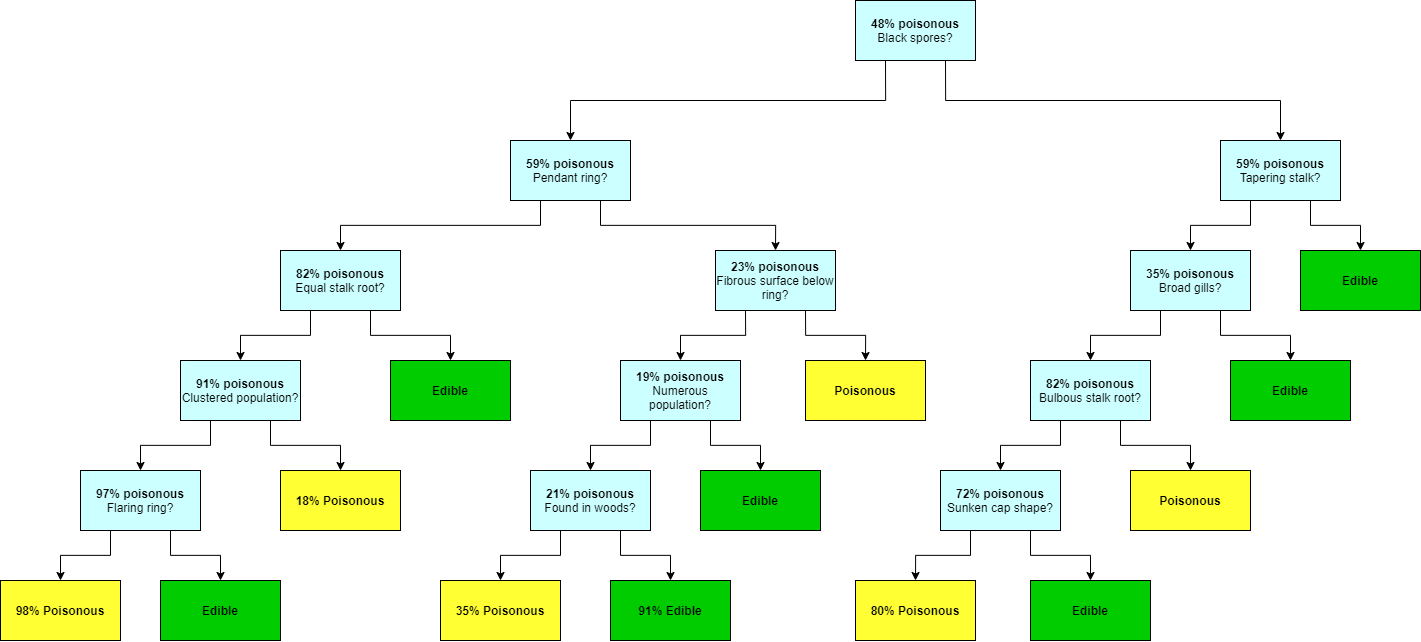 48% poisonous
Black spores?
59% poisonous
Pendant ring?
59% poisonous
Tapering stalk?
82% poisonous
Equal stalk root?
23% poisonous
Fibrous surface below
ring?
35% poisonous
Broad gills?
Edible
91% poisonous
Clustered population?
Edible
19% poisonous
Numerous
population?
Poisonous
82% poisonous
Bulbous stalk root?
Edible
97% poisonous
Flaring ring?
18% Poisonous
21% poisonous
Found in woods?
Edible
72% poisonous
Sunken cap shape?
Poisonous
98% Poisonous
Edible
35% Poisonous
91% Edible
80% Poisonous
Edible